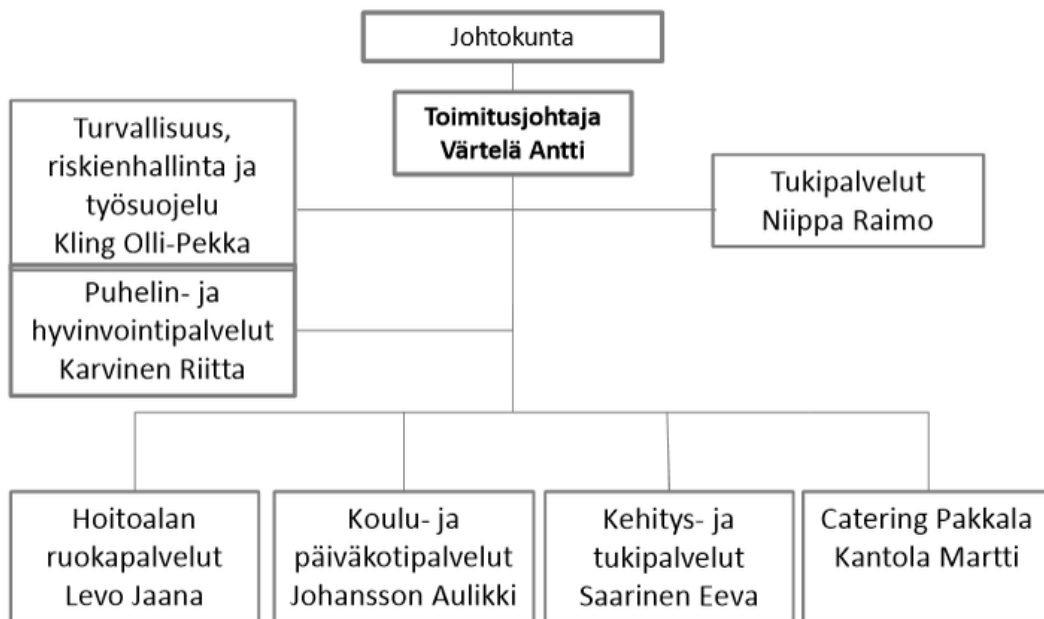 Johtokunta
Toimitusjohtaja
Värtelä Antti
Turvallisuus,
riskienhallinta ja
työsuojelu
Kling Olli-Pekka
Tukipalvelut
Niippa Raimo
Puhelin- ja
hyvinvointipalvelut
Karvinen Riitta
Hoitoalan
ruokapalvelut
Levo Jaana
Koulu- ja
päiväkotipalvelut
Johansson Aulikki
Kehitys- ja
tukipalvelut
Saarinen Eeva
Catering Pakkala
Kantola Martti